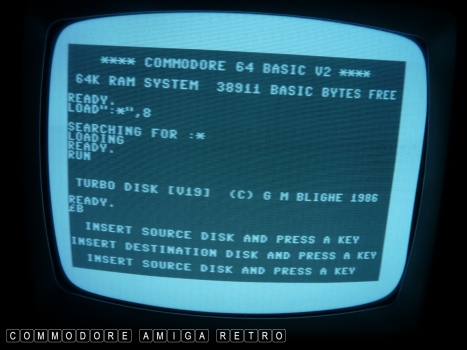 **** COMMODORE 64 BASIC V2 ****
64K RAM SYSTEM 38911 BASIC BYTES FREE
READY.
LOAD":*",8
SEARCHING FOR :*
LOADING
READY.
RUN
TURBO DISK [V19] (C) G M BLIGHE 1986
READY.
£B
INSERT SOURCE DISK AND PRESS A KEY
INSERT DESTINATION DISK AND PRESS A KEY
INSERT SOURCE DISK AND PRESS A KEY
COMMODORE AMIGA RETRO